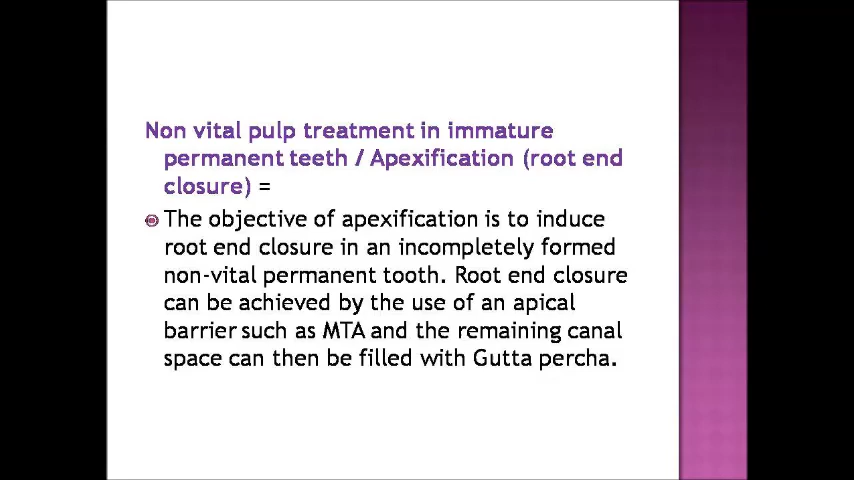 Non vital pulp treatment in immature
permanent teeth / Apexification (root end
closure) =
The objective of apexification is to induce
root end closure in an incompletely formed
non-vital permanent tooth. Root end closure
can be achieved by the use of an apical
barrier such as MTA and the remaining canal
space can then be filled with Gutta percha.